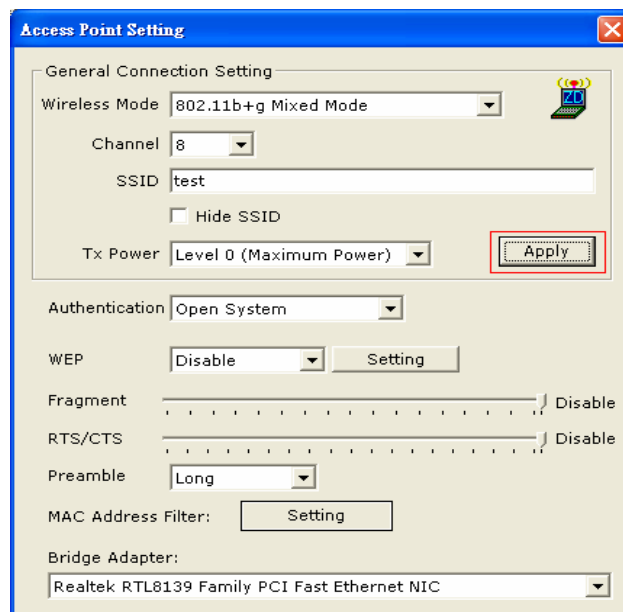 Access Point Setting
General Connection Setting
Wireless Mode 802.11b+g Mixed Mode
ZD
Channel 8
SSID test
Hide SSID
Tx Power Level 0 (Maximum Power) Apply
Authentication Open System
WEP Disable Setting
Fragment Disable
RTS/CTS Disable
Preamble Long
MAC Address Filter: Setting
Bridge Adapter:
Realtek RTL8139 Family PCI Fast Ethernet NIC